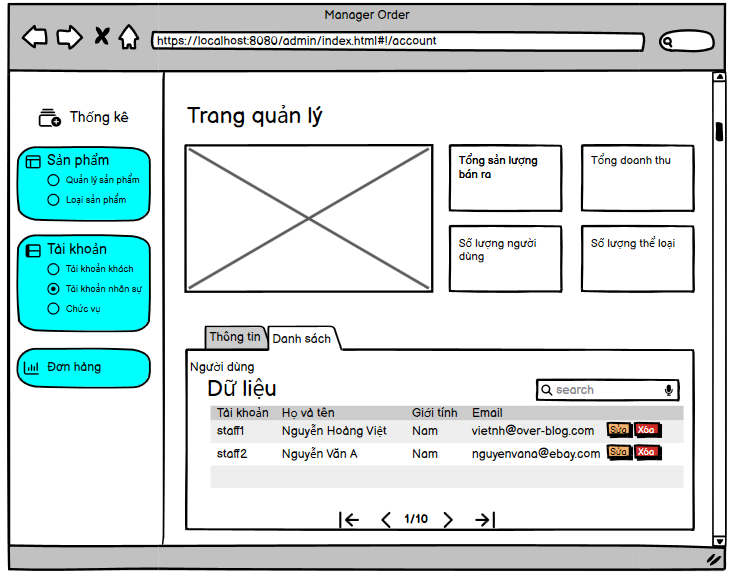 Manager Order
https://localhost:8080/admin/index.html#!/account
Thống kê
Sản phẩm
Quản lý sản phẩm
Loại sản phẩm
Tài khoản
Tài khoản khách
Tài khoản nhân sự
Chức vụ
Đơn hàng
Trang quản lý
Tổng sản lượng
bán ra
Tổng doanh thu
Số lượng người
dùng
Số lượng thể loại
Thông tin
Danh sách
Người dùng
Dữ liệu
search
Tài khoản Họ và tên Giới tính Email
staff1 Nguyễn Hoàng Việt Nam vietnh@over-blog.com Sửa Xóa
staff2 Nguyễn Văn A Nam nguyenvana@ebay.com Sửa Xóa
1/10